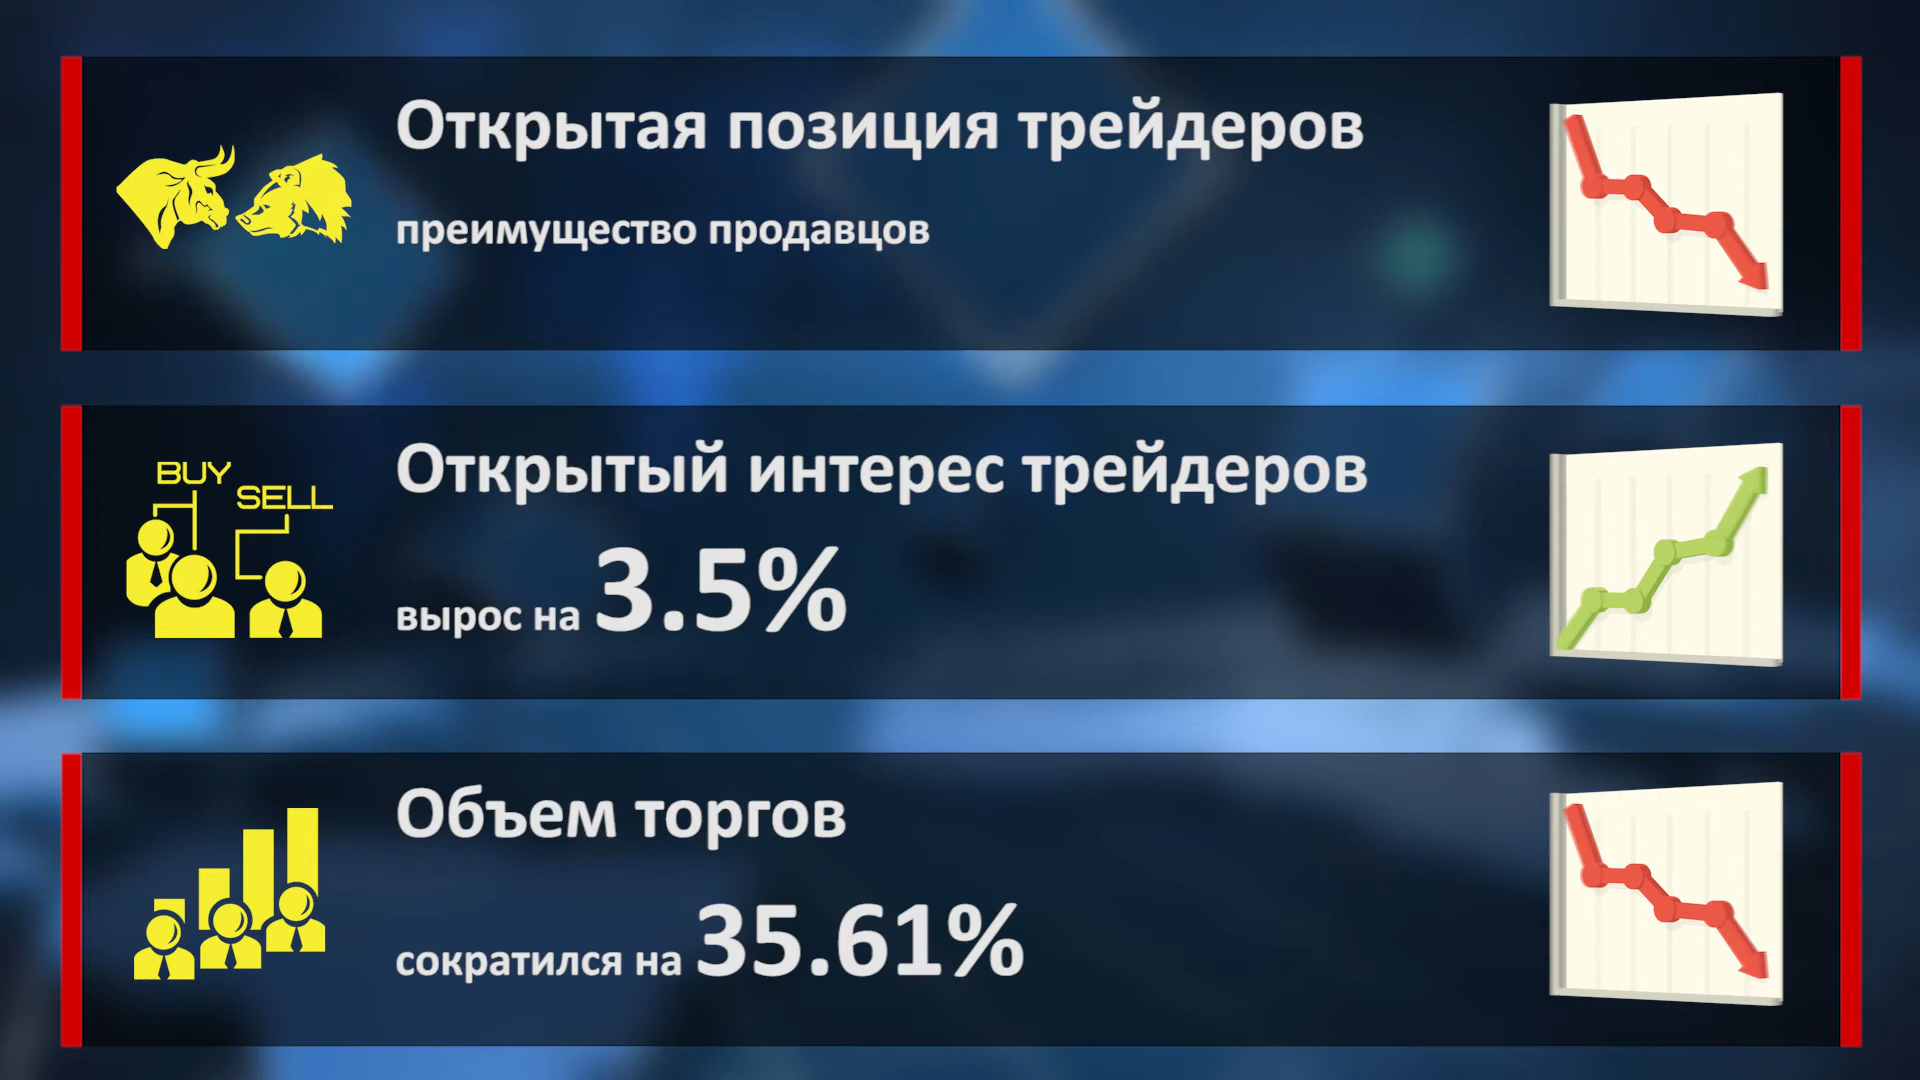 Открытая позиция трейдеров
преимущество продавцов
BUY
SELL
Открытый интерес трейдеров
вырос на 3.5%
Объем торгов
сократился на 35.61%